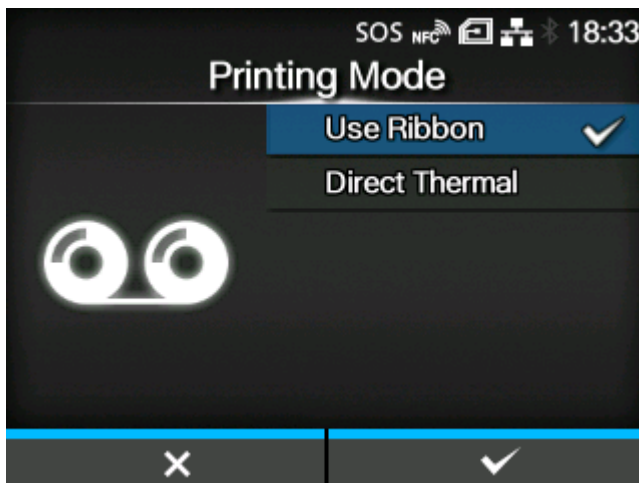 SOS NFC 18:33
Printing Mode
Use Ribbon
Direct Thermal